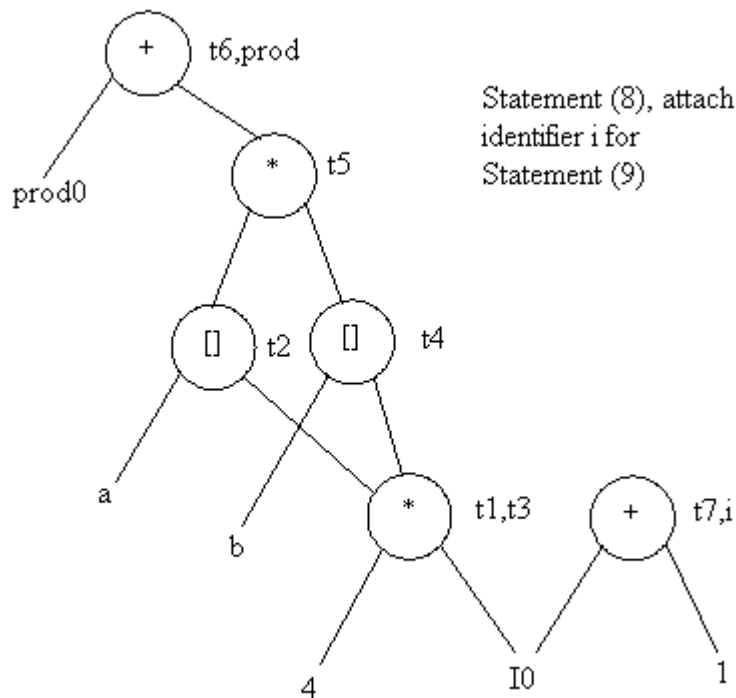 + t6,prod
Statement (8), attach
identifier i for
Statement (9)
* t5
prod0
[] t2
[] t4
a
b
* t1,t3
+ t7,i
4
I0
1